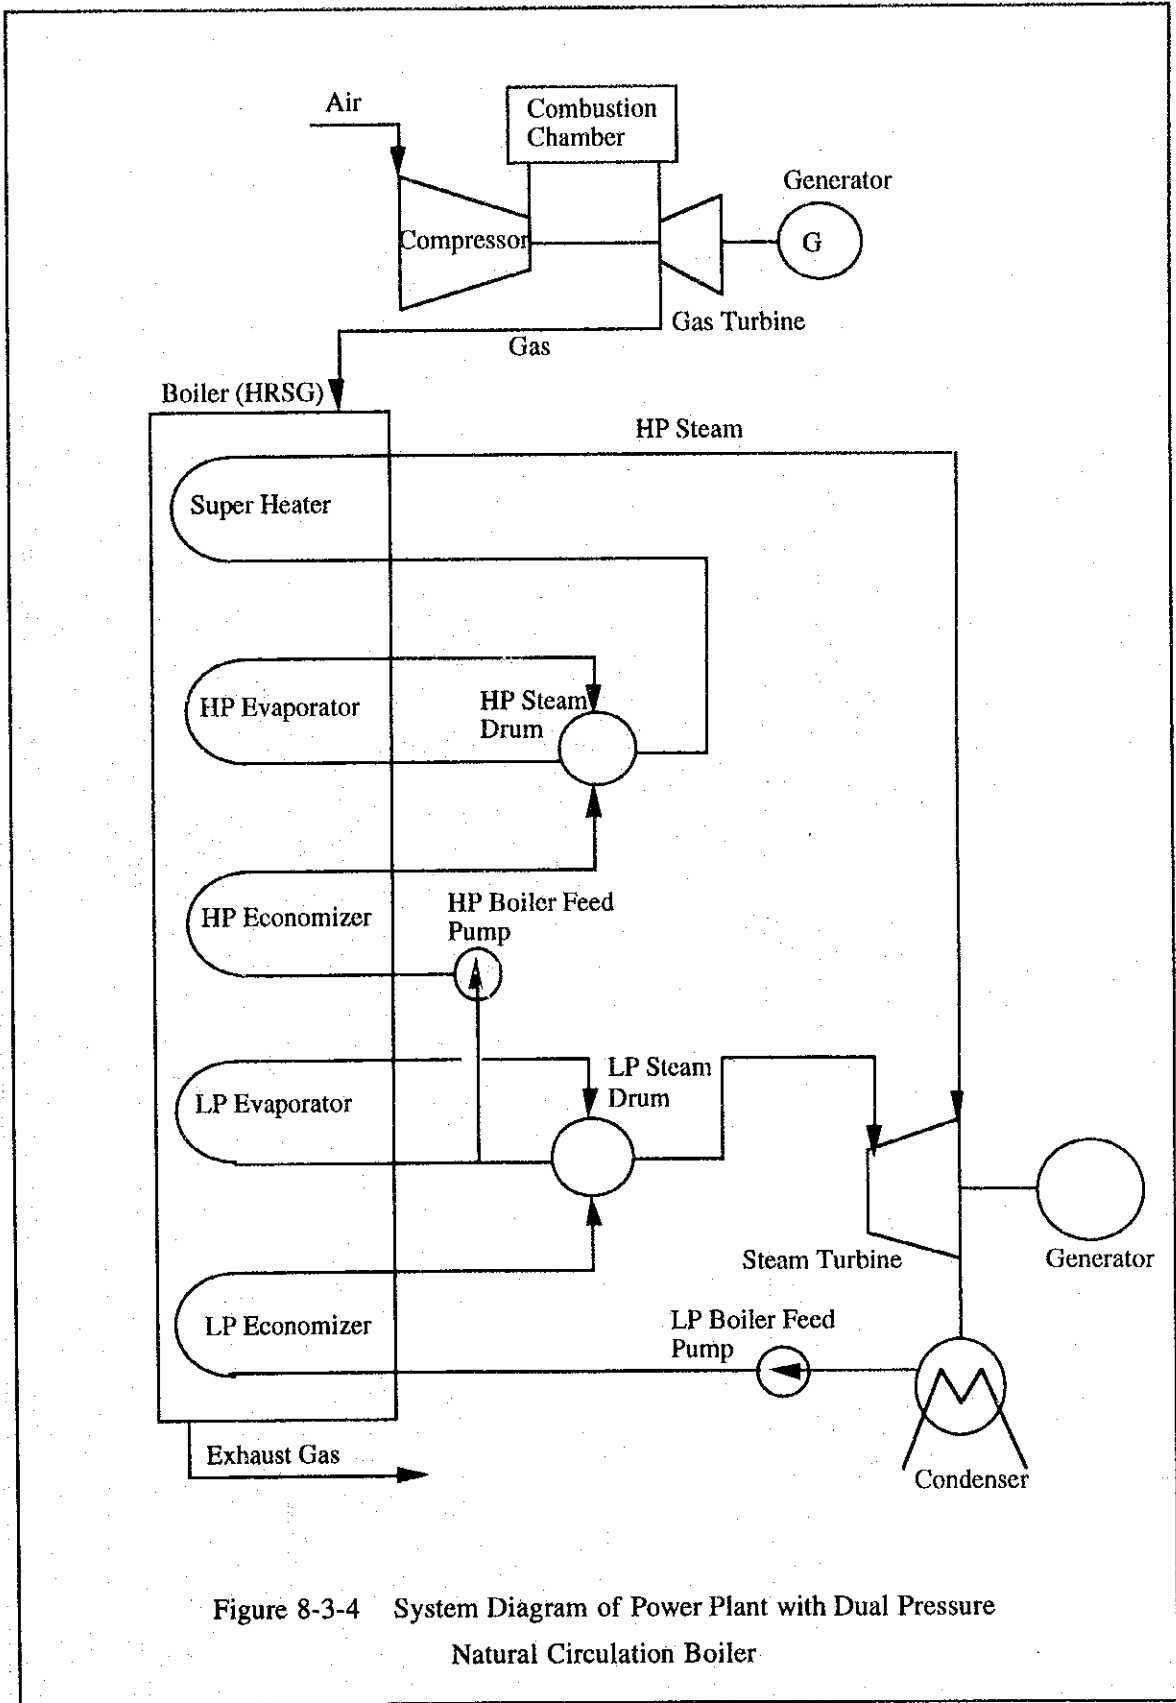 Air
Combustion
Chamber
Generator
Compressor
G
Gas Turbine
Gas
Boiler (HRSG)
HP Steam
Super Heater
HP Evaporator
HP Steam
Drum
HP Economizer
HP Boiler Feed
Pump
LP Evaporator
LP Steam
Drum
Steam Turbine
Generator
LP Economizer
LP Boiler Feed
Pump
Exhaust Gas
Condenser
Figure 8-3-4 System Diagram of Power Plant with Dual Pressure
Natural Circulation Boiler